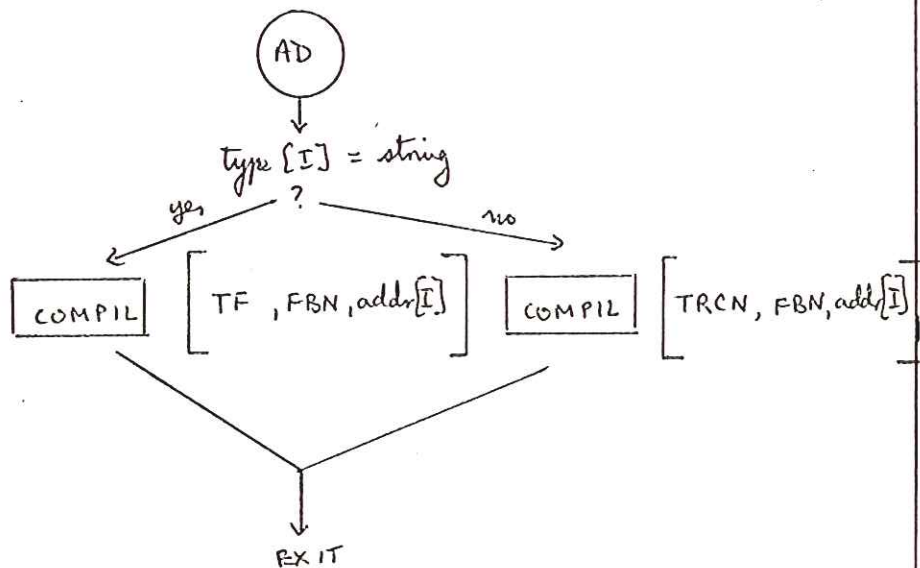 AD
type [I] = string
?
yes
no
COMPIL [TF , FBN, addr[I]]
COMPIL [TRCN, FBN, addr[I]]
EXIT